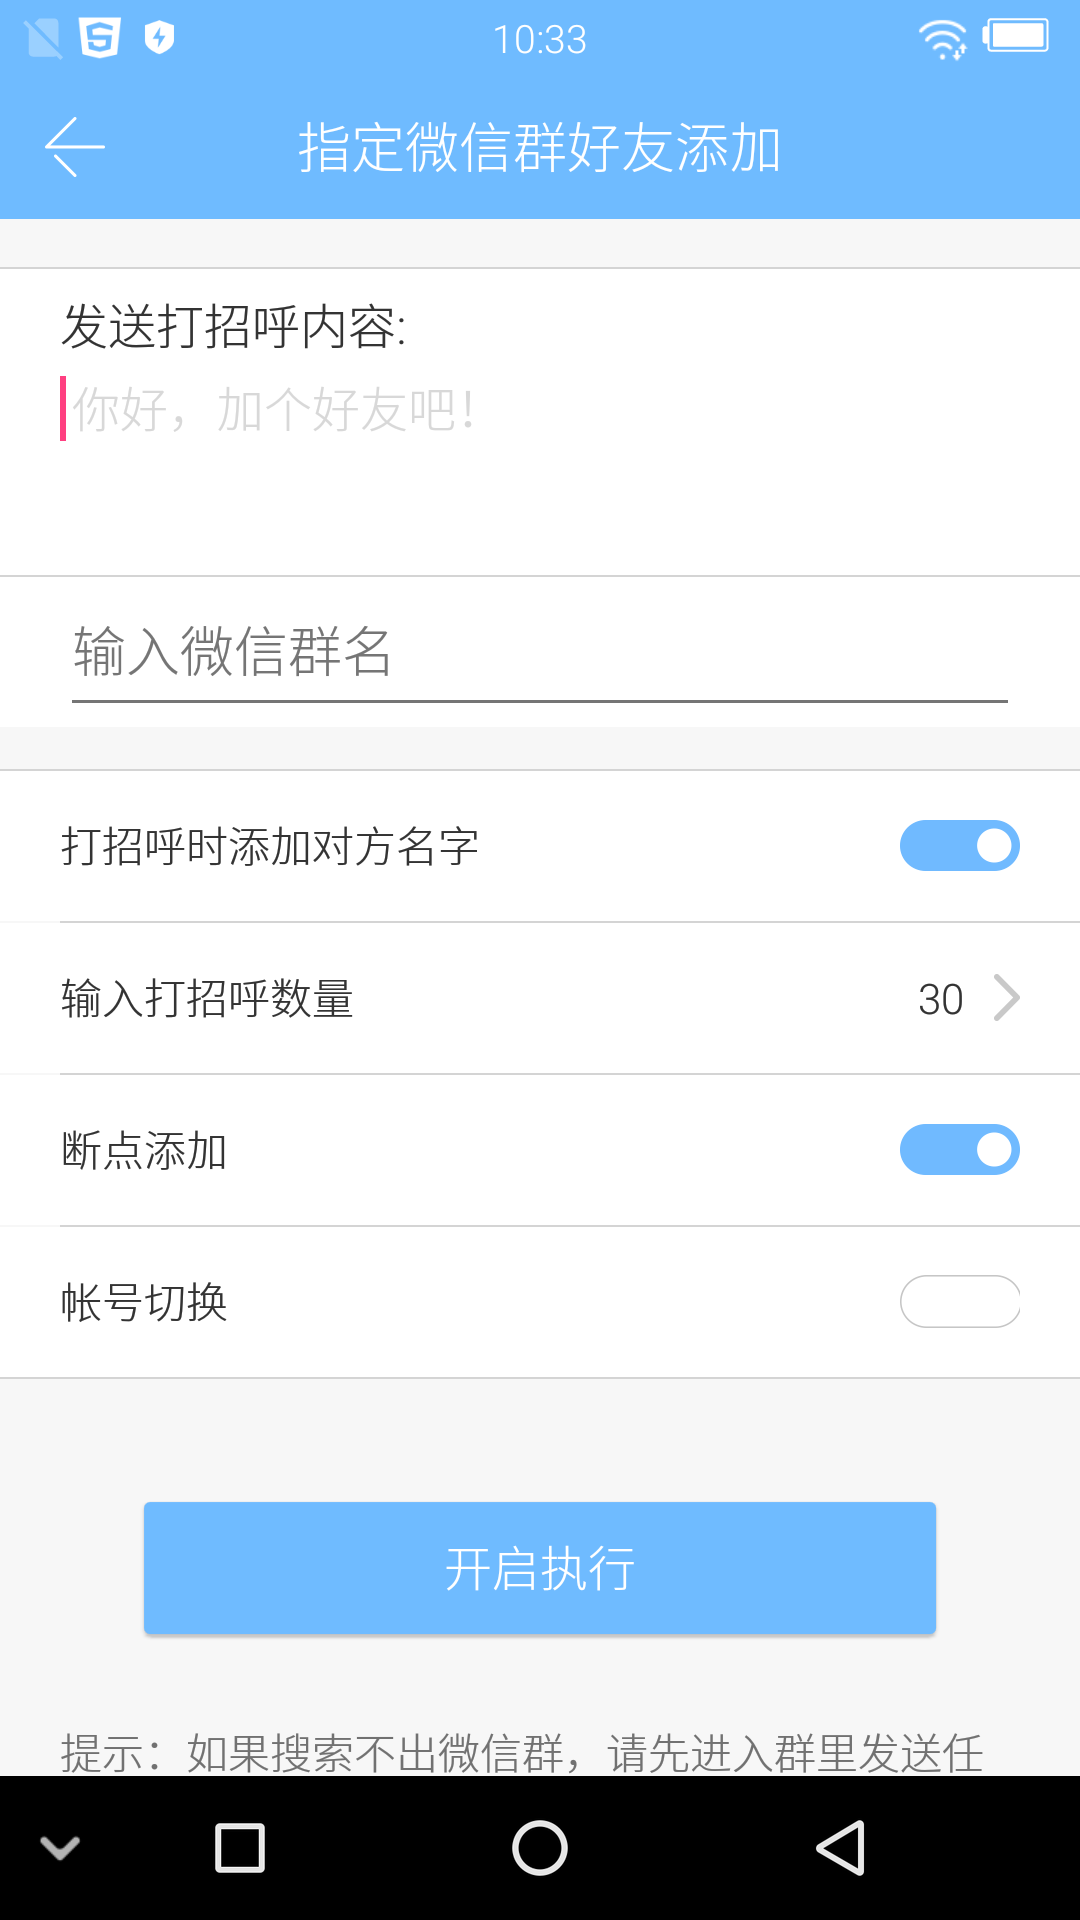 10:33
指定微信群好友添加
发送打招呼内容:
你好，加个好友吧！
输入微信群名
打招呼时添加对方名字
输入打招呼数量 30
断点添加
帐号切换
开启执行
提示：如果搜索不出微信群，请先进入群里发送任